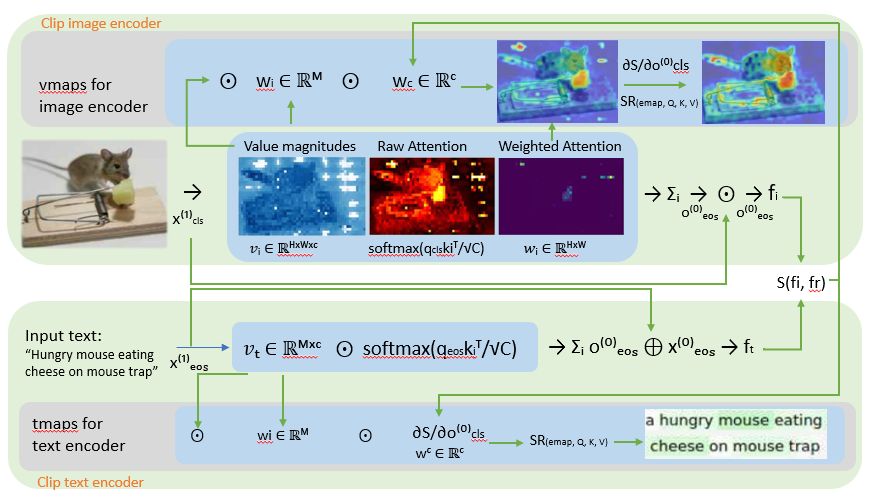 Clip image encoder
vmaps for
image encoder
⊙ wᵢ ∈ ℝᴹ ⊙ w꜀ ∈ ℝᶜ
∂S/∂o⁽⁰⁾cls
SR(emap, Q, K, V)
Value magnitudes Raw Attention Weighted Attention
x⁽¹⁾cls
→ Σᵢ → ⊙ → fᵢ
o⁽⁰⁾eos o⁽⁰⁾eos
vᵢ ∈ ℝᴴˣᵂˣᶜ softmax(qclskiᵀ/√C) wᵢ ∈ ℝᴴˣᵂ
S(fi, fr)
Input text:
“Hungry mouse eating
cheese on mouse trap”
x⁽¹⁾eos
vₜ ∈ ℝᴹˣᶜ ⊙ softmax(qeoskᵢᵀ/√C) → Σᵢ o⁽⁰⁾eos ⊕ x⁽⁰⁾eos → fₜ
tmaps for
text encoder
⊙ wi ∈ ℝᴹ ⊙ ∂S/∂o⁽⁰⁾cls
wᶜ ∈ ℝᶜ
SR(emap, Q, K, V)
a hungry mouse eating
cheese on mouse trap
Clip text encoder